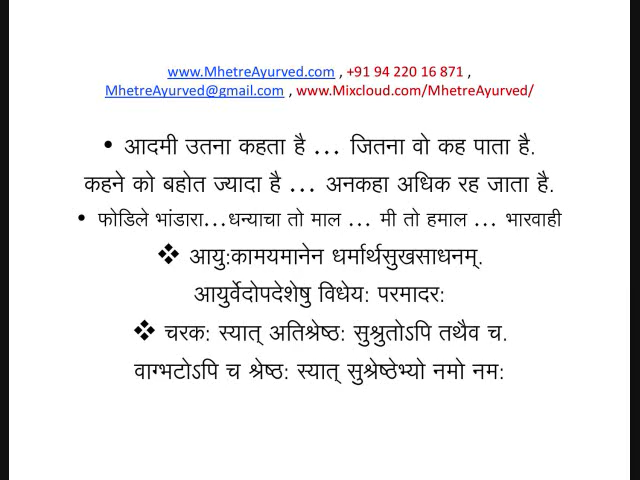 www.MhetreAyurved.com , +91 94 220 16 871 ,
MhetreAyurved@gmail.com , www.Mixcloud.com/MhetreAyurved/
• आदमी उतना कहता है ... जितना वो कह पाता है.
कहने को बहोत ज्यादा है ... अनकहा अधिक रह जाता है.
• फोडिले भांडारा...धन्याचा तो माल ... मी तो हमाल ... भारवाही
❖ आयु:कामयमानेन धर्मार्थसुखसाधनम्.
आयुर्वेदोपदेशेषु विधेय: परमादर:
❖ चरक: स्यात् अतिश्रेष्ठ: सुश्रुतोऽपि तथैव च.
वाग्भटोऽपि च श्रेष्ठ: स्यात् सुश्रेष्ठेभ्यो नमो नम: